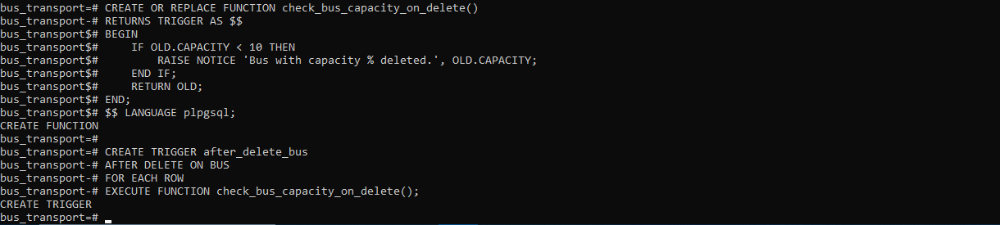 bus_transport=# CREATE OR REPLACE FUNCTION check_bus_capacity_on_delete()
bus_transport-# RETURNS TRIGGER AS $$
bus_transport$# BEGIN
bus_transport$#     IF OLD.CAPACITY < 10 THEN
bus_transport$#         RAISE NOTICE 'Bus with capacity % deleted.', OLD.CAPACITY;
bus_transport$#     END IF;
bus_transport$#     RETURN OLD;
bus_transport$# END;
bus_transport$# $$ LANGUAGE plpgsql;
CREATE FUNCTION
bus_transport=#
bus_transport=# CREATE TRIGGER after_delete_bus
bus_transport-# AFTER DELETE ON BUS
bus_transport-# FOR EACH ROW
bus_transport-# EXECUTE FUNCTION check_bus_capacity_on_delete();
CREATE TRIGGER
bus_transport=#